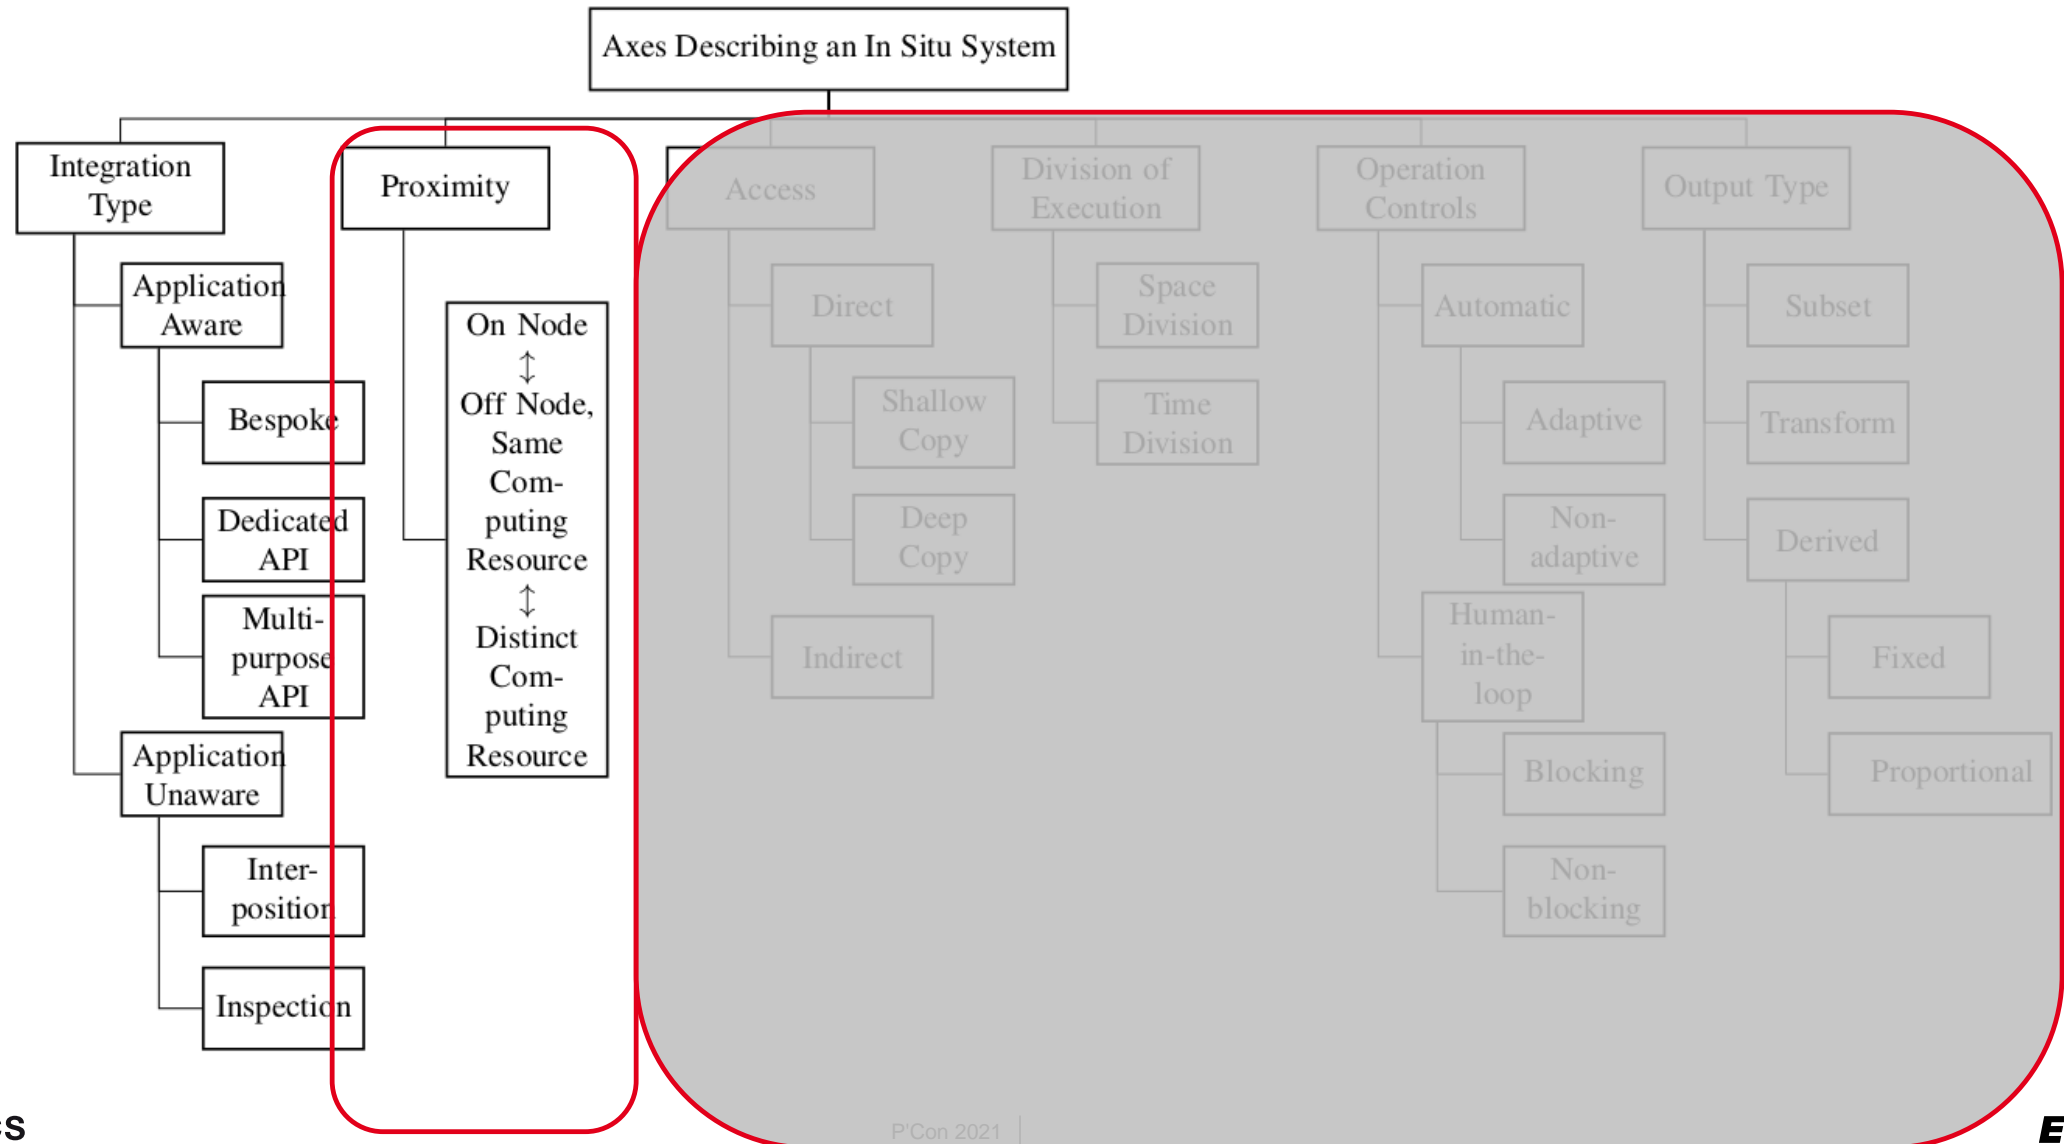 Axes Describing an In Situ System
Integration
Type
Application
Aware
Bespoke
Dedicated
API
Multi-
purpose
API
Application
Unaware
Inter-
position
Inspection
Proximity
On Node
↕
Off Node,
Same
Com-
puting
Resource
↕
Distinct
Com-
puting
Resource
Access
Direct
Shallow
Copy
Deep
Copy
Indirect
Division of
Execution
Space
Division
Time
Division
Operation
Controls
Automatic
Adaptive
Non-
adaptive
Human-
in-the-
loop
Blocking
Non-
blocking
Output Type
Subset
Transform
Derived
Fixed
Proportional
P'Con 2021